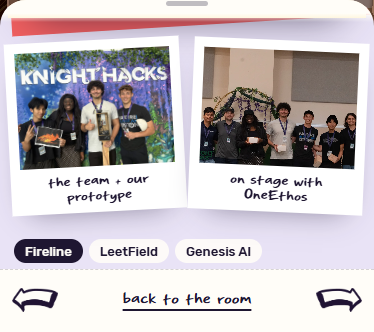 KNIGHT HACKS
the team + our
prototype
on stage with
OneEthos
Fireline
LeetField
Genesis AI
back to the room